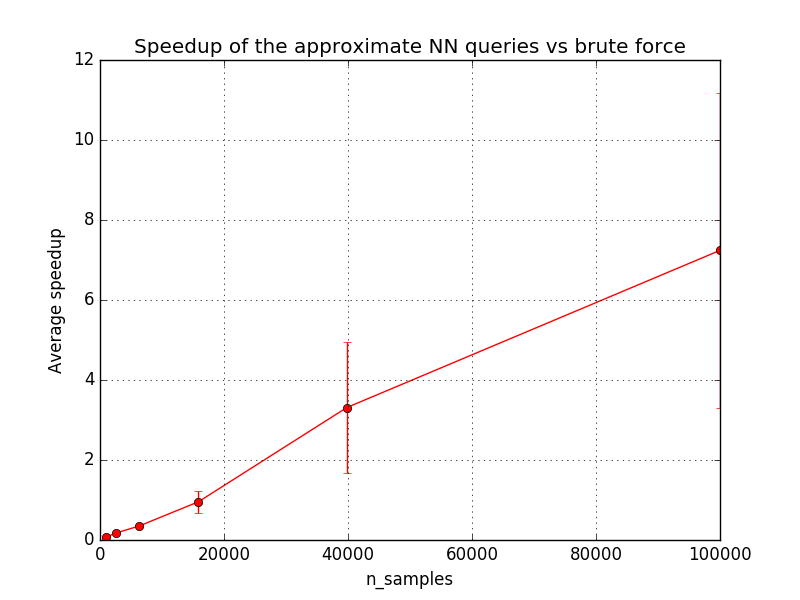 Speedup of the approximate NN queries vs brute force
12
10
8
6
4
2
0
Average speedup
0 20000 40000 60000 80000 100000
n_samples